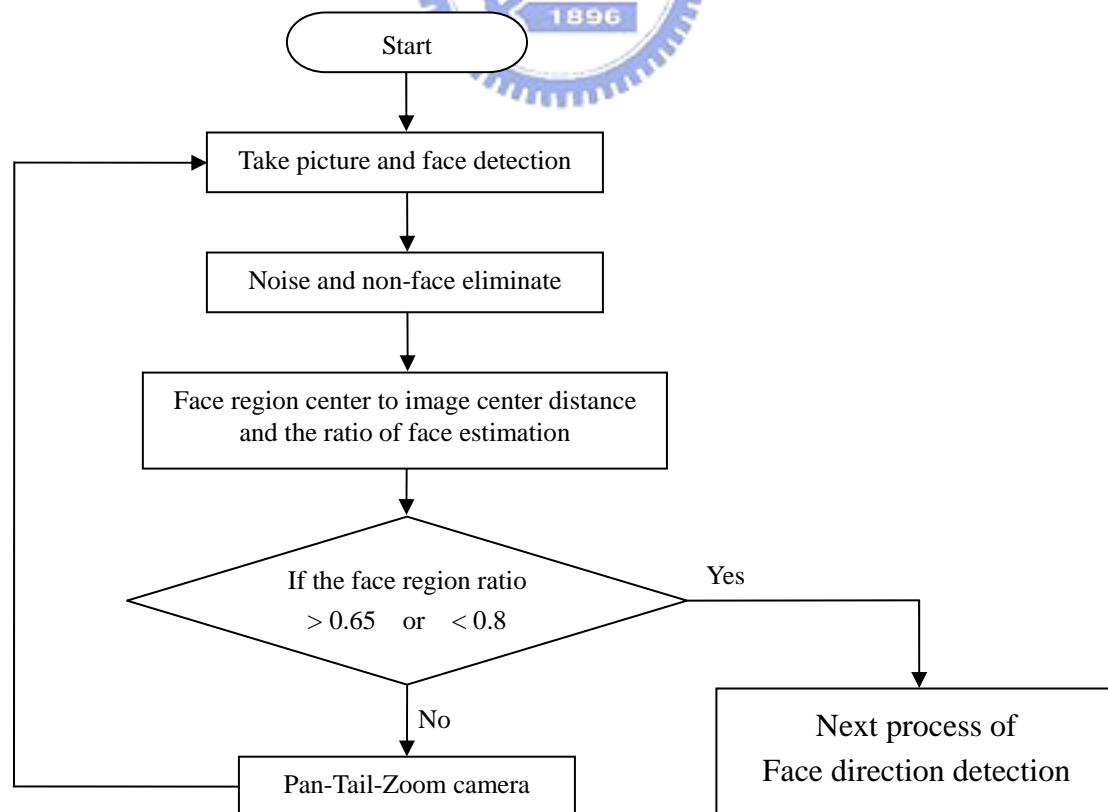 1896
Start
Take picture and face detection
Noise and non-face eliminate
Face region center to image center distance
and the ratio of face estimation
If the face region ratio
> 0.65 or < 0.8
Yes
No
Next process of
Face direction detection
Pan-Tail-Zoom camera